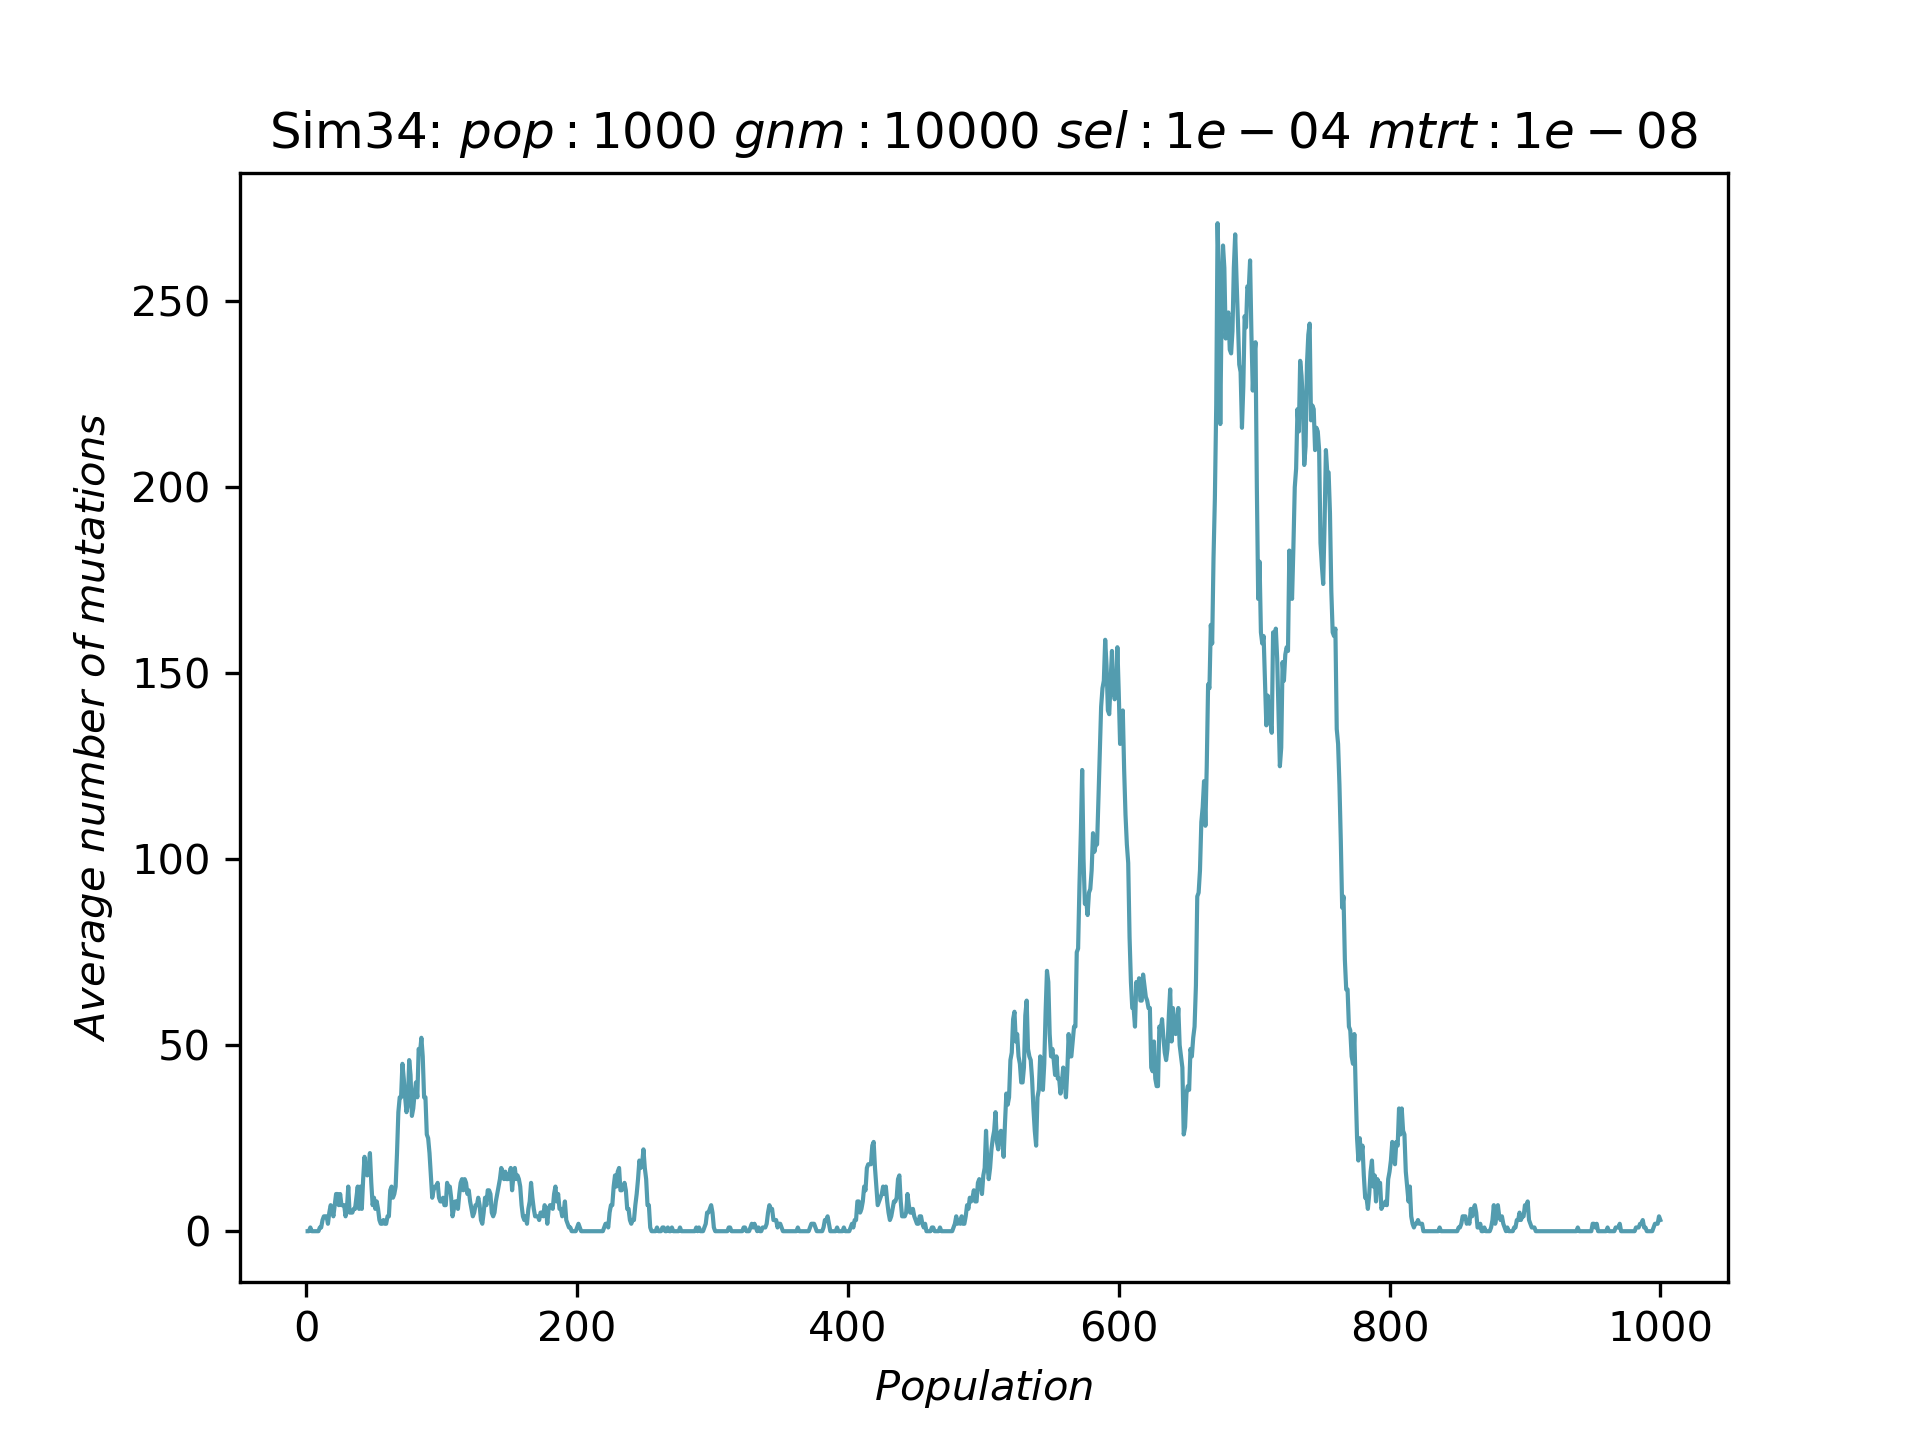 Sim34: pop : 1000 gnm : 10000 sel : 1e − 04 mtrt : 1e − 08
250
200
150
100
50
0
Average number of mutations
0 200 400 600 800 1000
Population